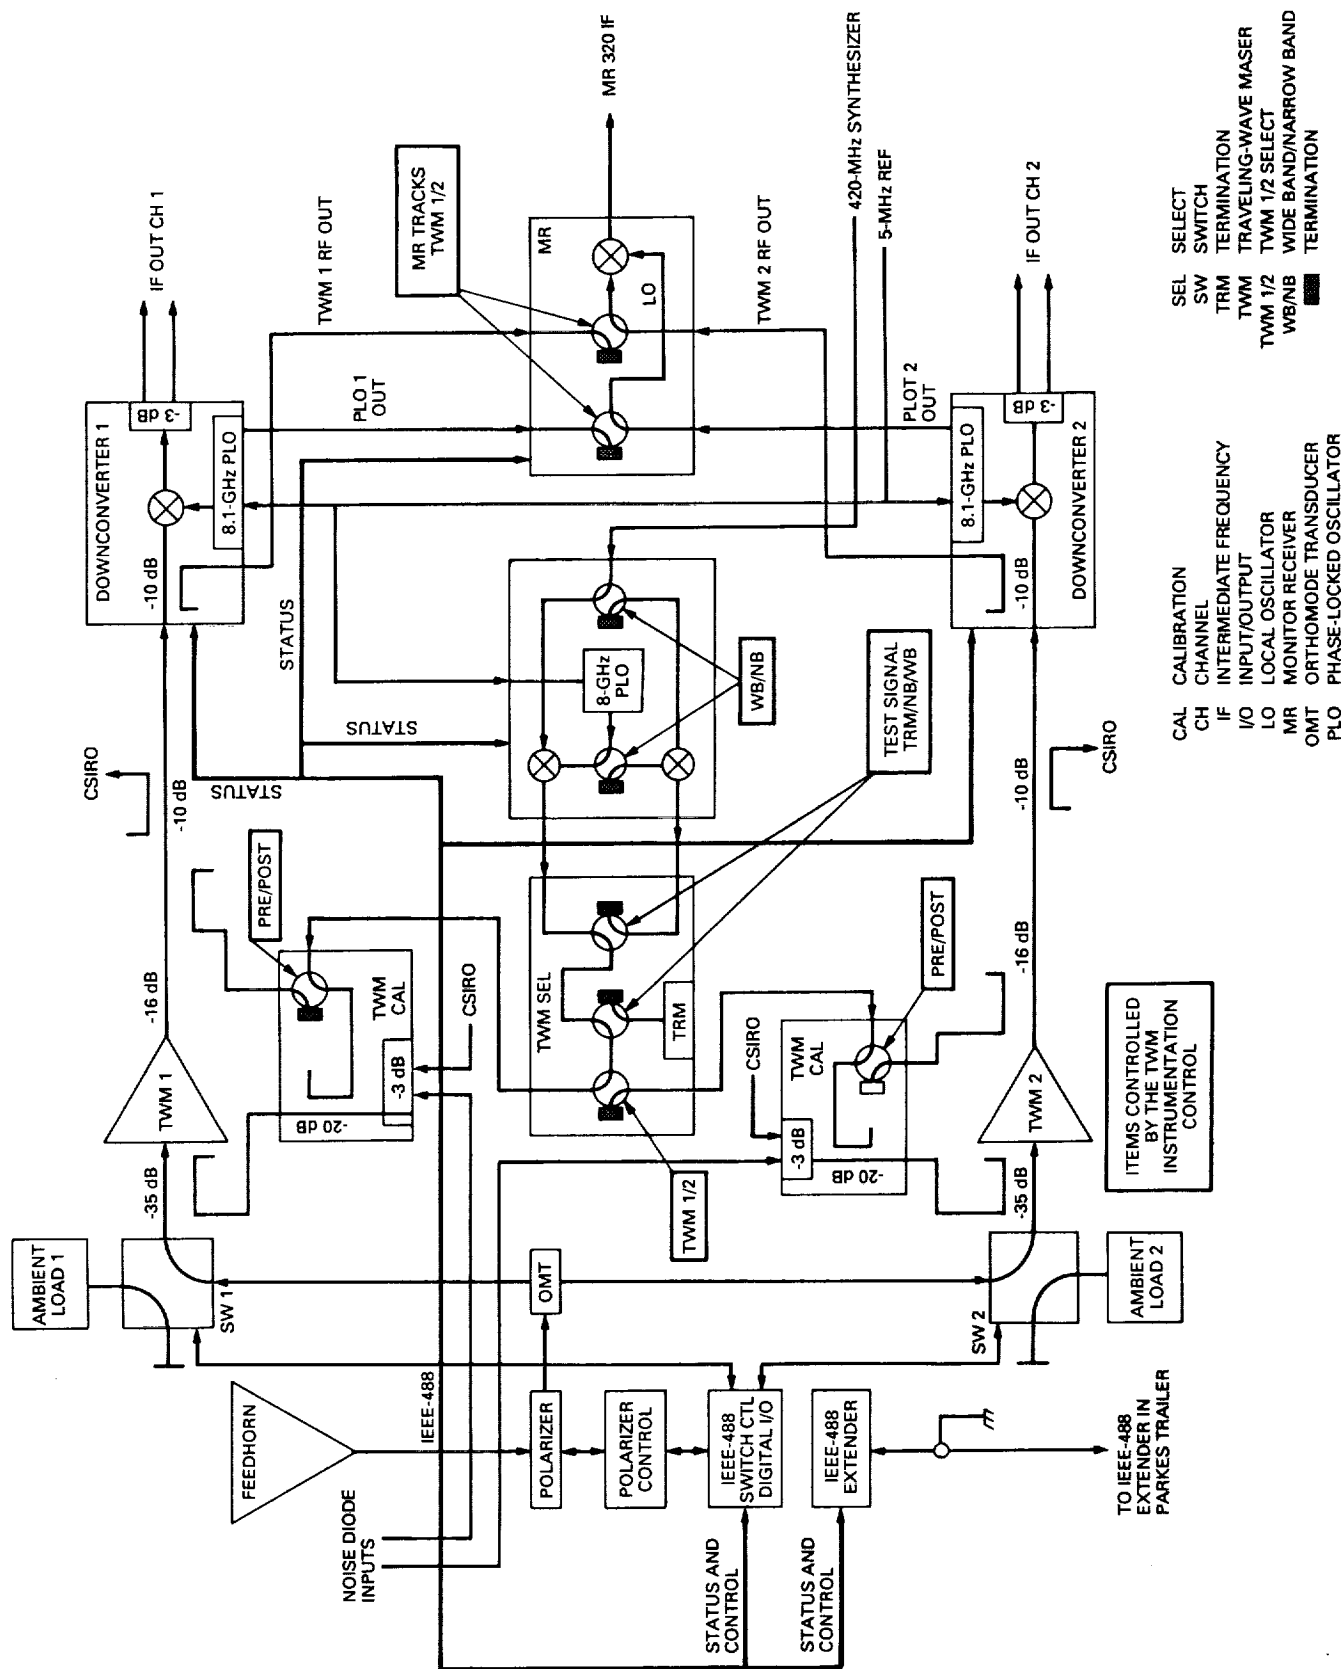 FEEDHORN
AMBIENT
LOAD 1
SW 1
-35 dB
TWM 1
-16 dB
-10 dB
CSIRO
DOWNCONVERTER 1
-10 dB
8.1-GHz PLO
-3 dB
IF OUT CH 1
NOISE DIODE
INPUTS
IEEE-488
-20 dB
-3 dB
TWM
CAL
PRE/POST
CSIRO
STATUS
STATUS
STATUS
PLO 1
OUT
TWM 1 RF OUT
MR TRACKS
TWM 1/2
POLARIZER
OMT
POLARIZER
CONTROL
IEEE-488
SWITCH CTL
DIGITAL I/O
IEEE-488
EXTENDER
STATUS AND
CONTROL
STATUS AND
CONTROL
TWM SEL
TRM
TWM 1/2
8-GHz
PLO
WB/NB
TEST SIGNAL
TRM/NB/WB
MR
LO
MR 320 IF
PLOT 2
OUT
TWM 2 RF OUT
420-MHz SYNTHESIZER
5-MHz REF
CSIRO
TWM
CAL
-3 dB
-20 dB
PRE/POST
SW 2
AMBIENT
LOAD 2
-35 dB
TWM 2
-16 dB
-10 dB
CSIRO
-10 dB
8.1-GHz PLO
-3 dB
DOWNCONVERTER 2
IF OUT CH 2
TO IEEE-488
EXTENDER IN
PARKES TRAILER
ITEMS CONTROLLED
BY THE TWM
INSTRUMENTATION
CONTROL
CAL CALIBRATION
CH CHANNEL
IF INTERMEDIATE FREQUENCY
I/O INPUT/OUTPUT
LO LOCAL OSCILLATOR
MR MONITOR RECEIVER
OMT ORTHOMODE TRANSDUCER
PLO PHASE-LOCKED OSCILLATOR
SEL SELECT
SW SWITCH
TRM TERMINATION
TWM TRAVELING-WAVE MASER
TWM 1/2 TWM 1/2 SELECT
WB/NB WIDE BAND/NARROW BAND
TERMINATION